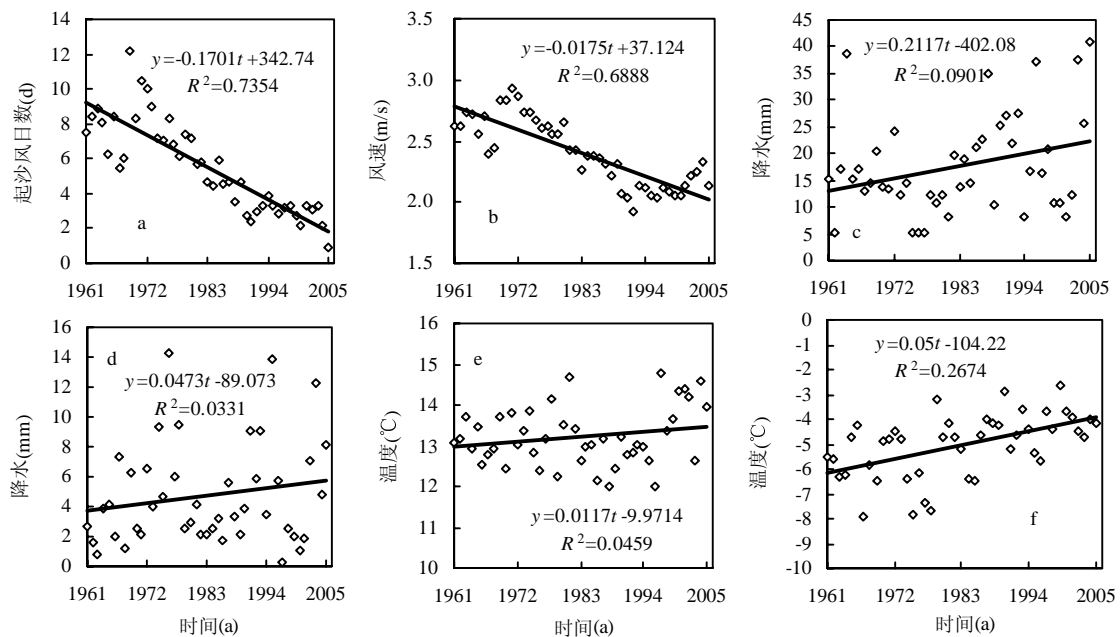 14
12
10
8
6
4
2
0
起沙风日数(d)
y=-0.1701t +342.74
R²=0.7354
a
1961 1972 1983 1994 2005
3.5
3.0
2.5
2.0
1.5
风速(m/s)
y=-0.0175t +37.124
R²=0.6888
b
1961 1972 1983 1994 2005
45
40
35
30
25
20
15
10
5
0
降水(mm)
y=0.2117t -402.08
R²=0.0901
c
1961 1972 1983 1994 2005
16
14
12
10
8
6
4
2
0
降水(mm)
d
y=0.0473t -89.073
R²=0.0331
1961 1972 1983 1994 2005
时间(a)
16
15
14
13
12
11
10
温度(℃)
e
y=0.0117t -9.9714
R²=0.0459
1961 1972 1983 1994 2005
时间(a)
-0
-1
-2
-3
-4
-5
-6
-7
-8
-9
-10
温度(℃)
y=0.05t -104.22
R²=0.2674
f
1961 1972 1983 1994 2005
时间(a)